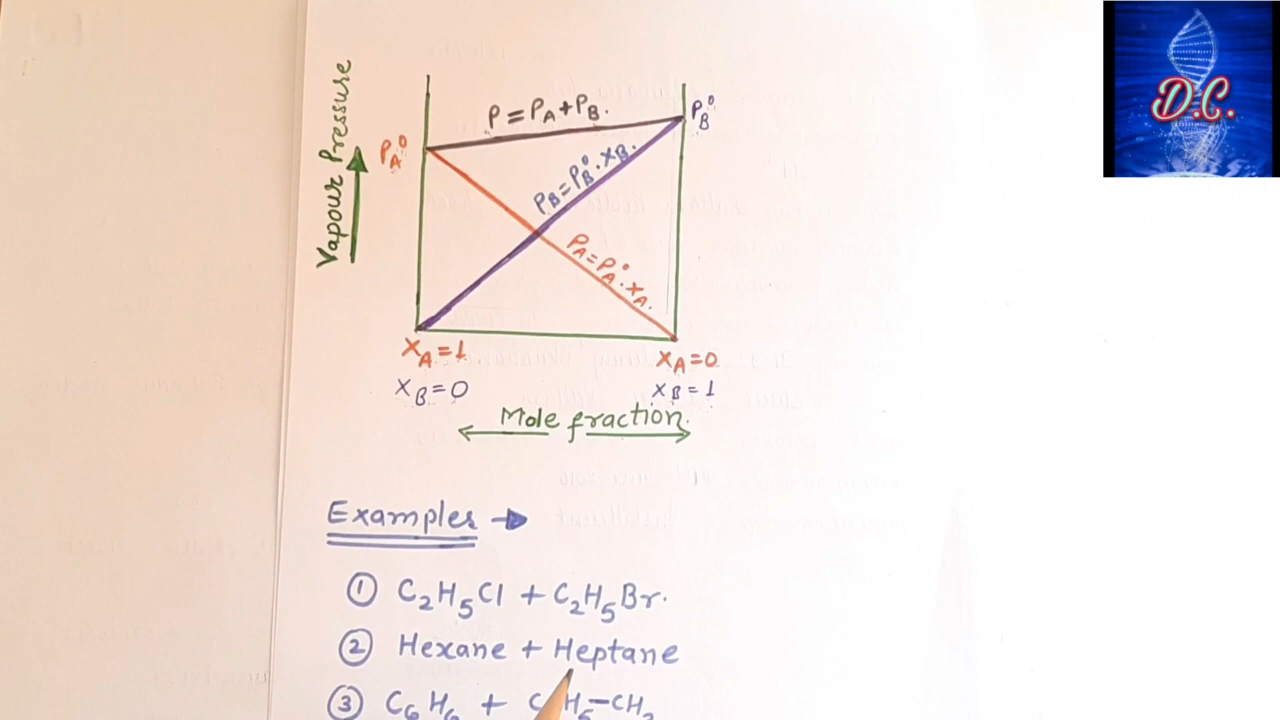 D.C.
Vapour Pressure
P = PA + PB.
PA°
PB°
PB = PB° . XB.
PA = PA° . XA.
XA = 1
XA = 0
XB = 0
XB = 1
Mole fraction.
Examples →
① C2H5Cl + C2H5Br.
② Hexane + Heptane
③ C6H6 +